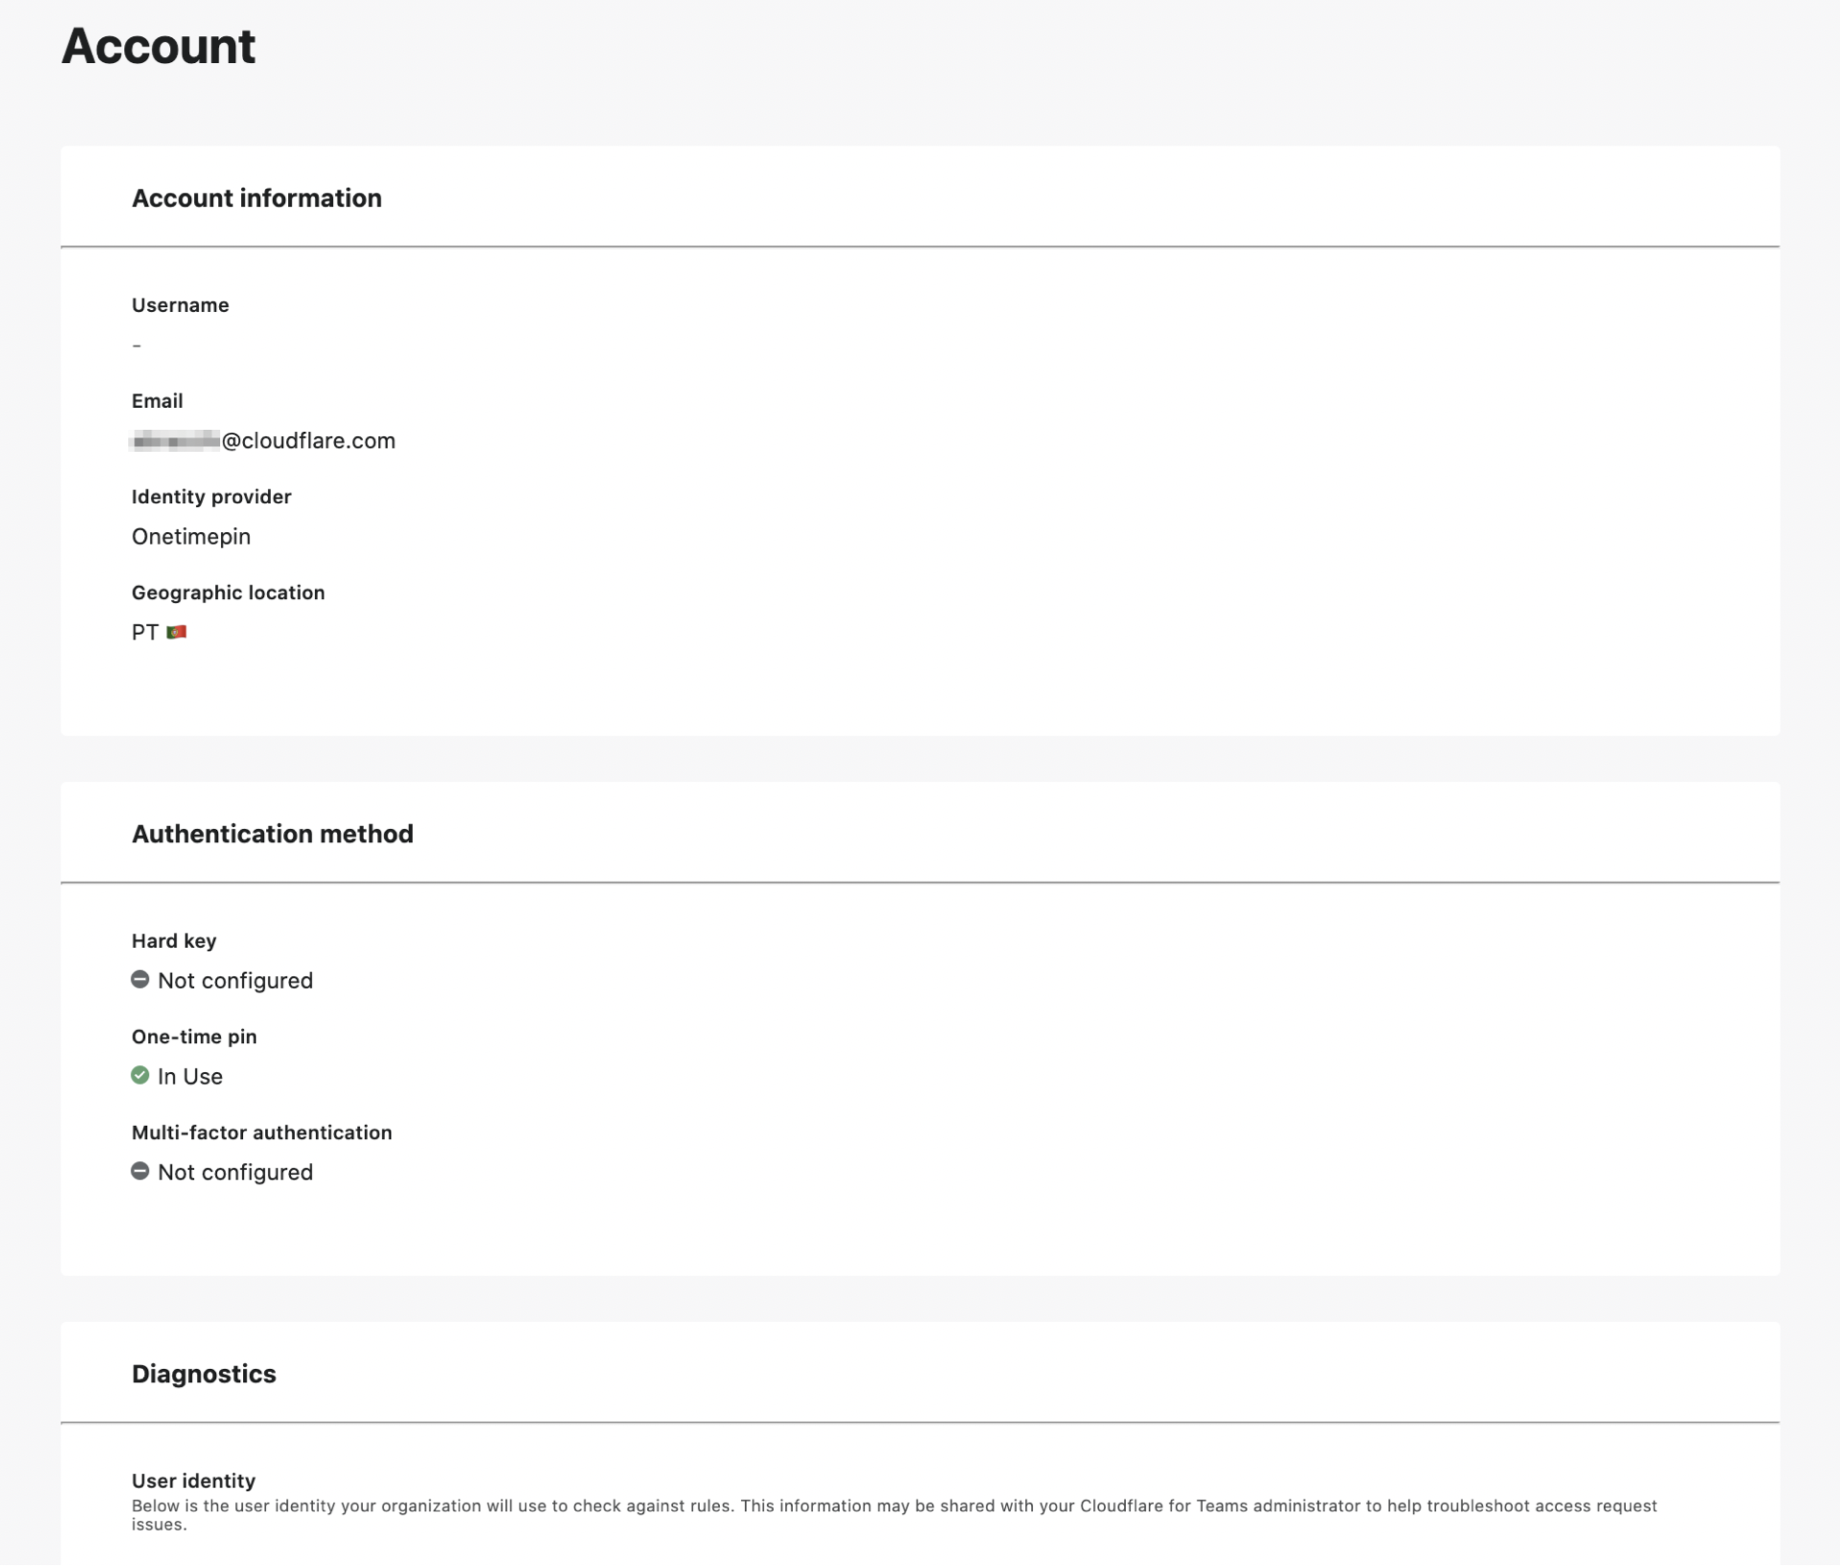 Account
Account information
Username
-
Email
@cloudflare.com
Identity provider
Onetimepin
Geographic location
PT 🇵🇹
Authentication method
Hard key
Not configured
One-time pin
In Use
Multi-factor authentication
Not configured
Diagnostics
User identity
Below is the user identity your organization will use to check against rules. This information may be shared with your Cloudflare for Teams administrator to help troubleshoot access request
issues.